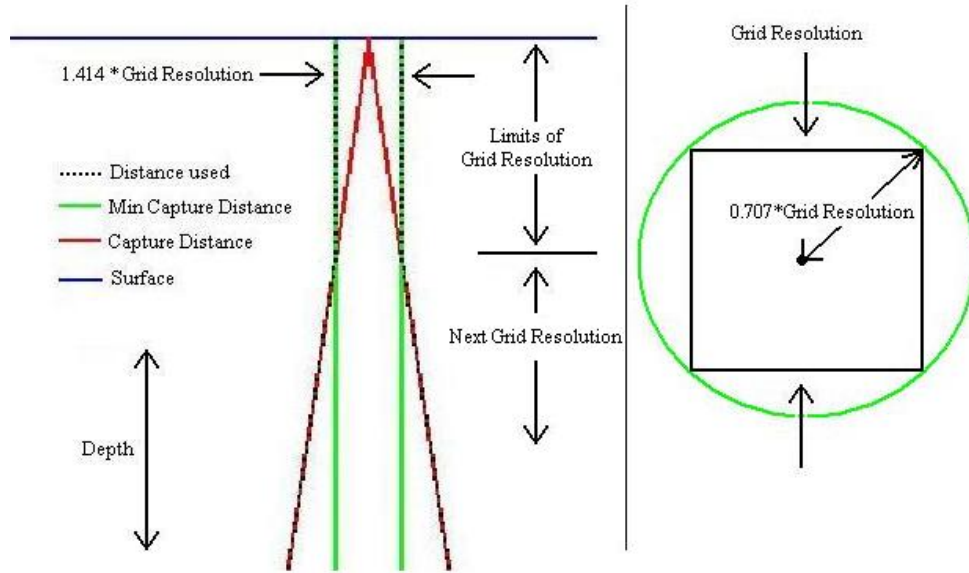 1.414 * Grid Resolution
Limits of
Grid Resolution
Distance used
Min Capture Distance
Capture Distance
Surface
Next Grid Resolution
Depth
Grid Resolution
0.707*Grid Resolution